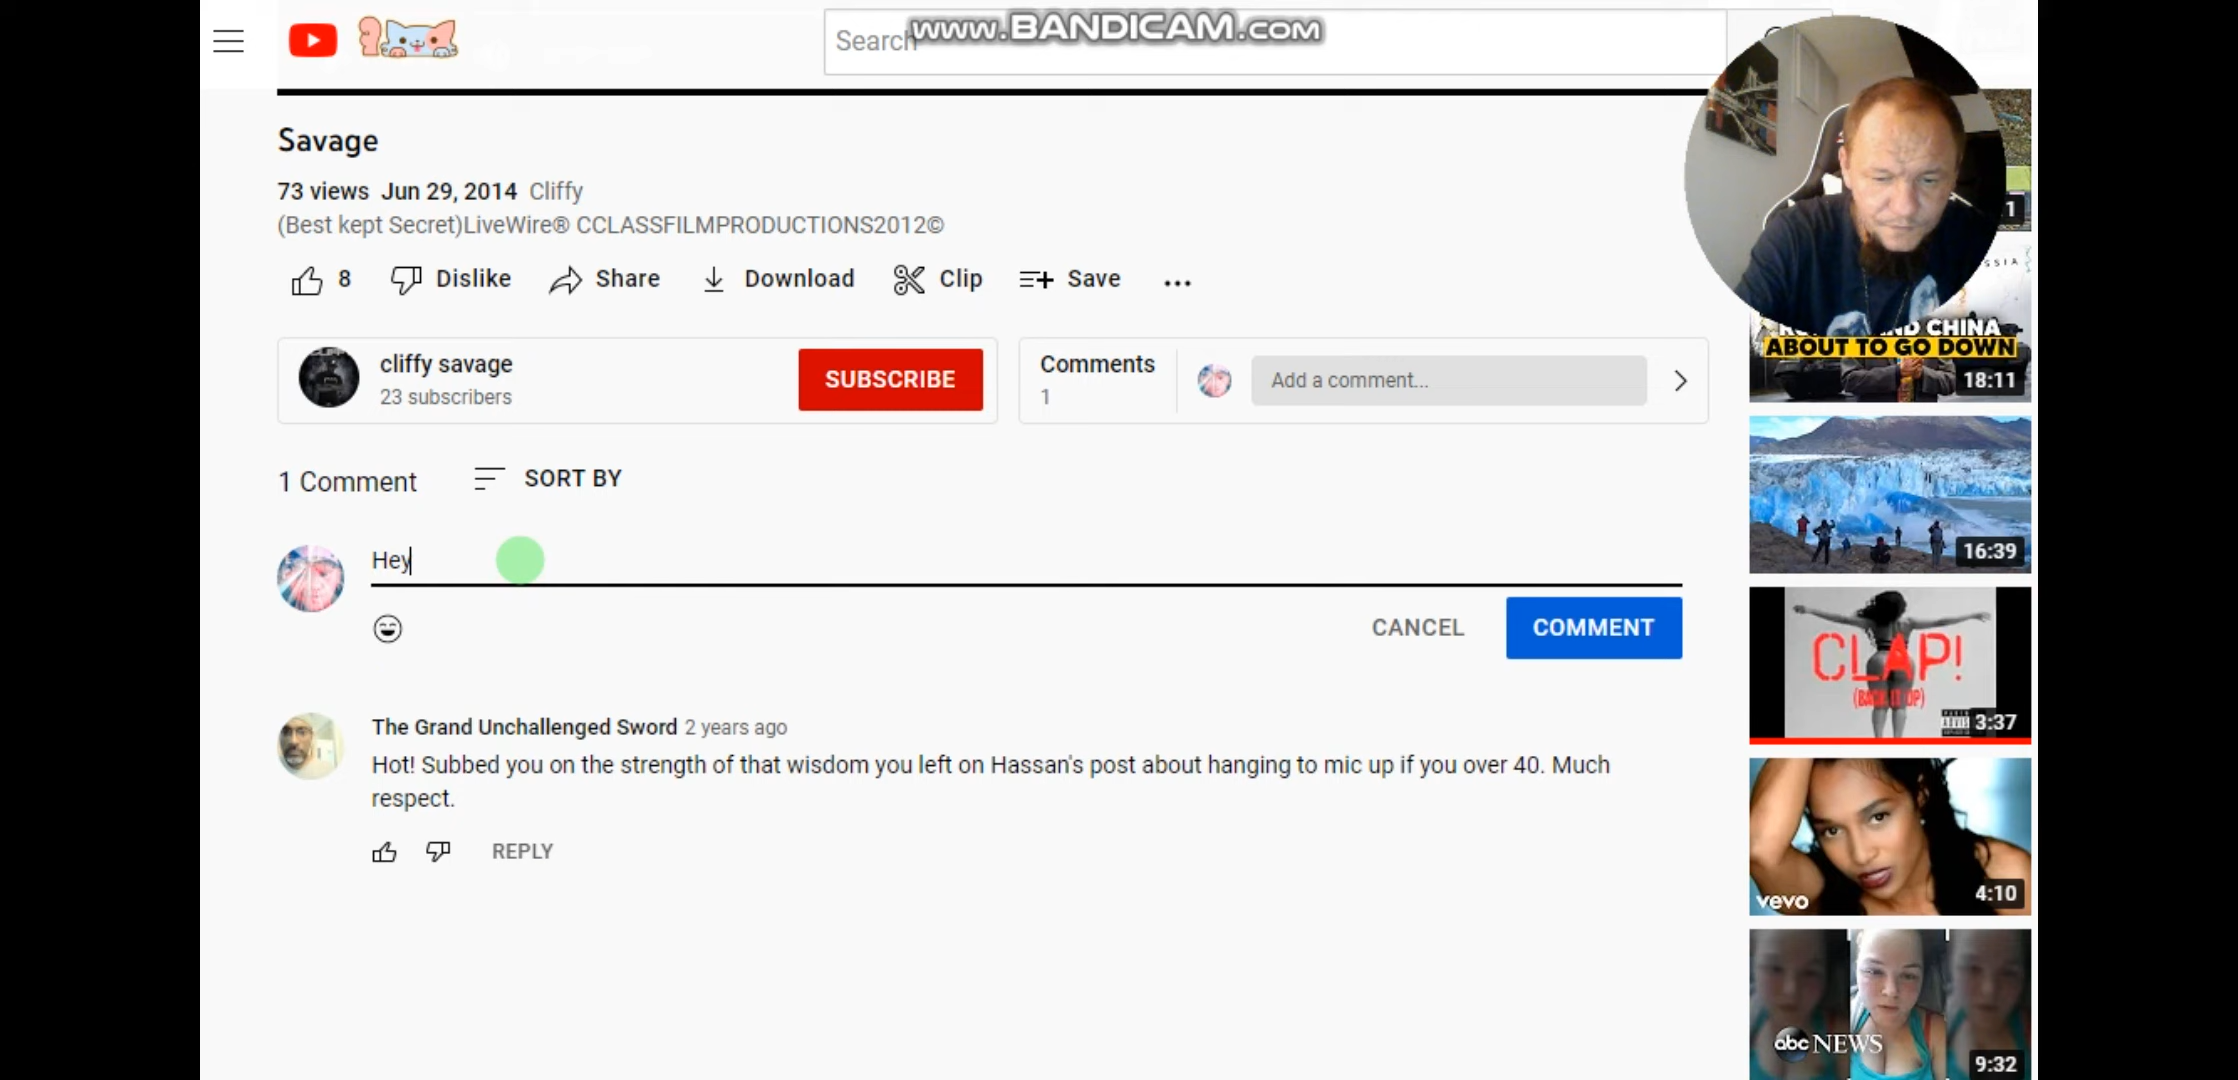 www.BANDICAM.com
Search
Savage
73 views Jun 29, 2014 Cliffy
(Best kept Secret)LiveWire® CCLASSFILMPRODUCTIONS2012©
8 Dislike Share Download Clip Save ...
cliffy savage
23 subscribers
SUBSCRIBE
Comments
1
Add a comment...
1 Comment SORT BY
Hey
CANCEL COMMENT
The Grand Unchallenged Sword 2 years ago
Hot! Subbed you on the strength of that wisdom you left on Hassan's post about hanging to mic up if you over 40. Much
respect.
REPLY
CHINA
ABOUT TO GO DOWN
18:11
16:39
CLAP!
(BACK IT UP)
3:37
vevo
4:10
abc NEWS
9:32